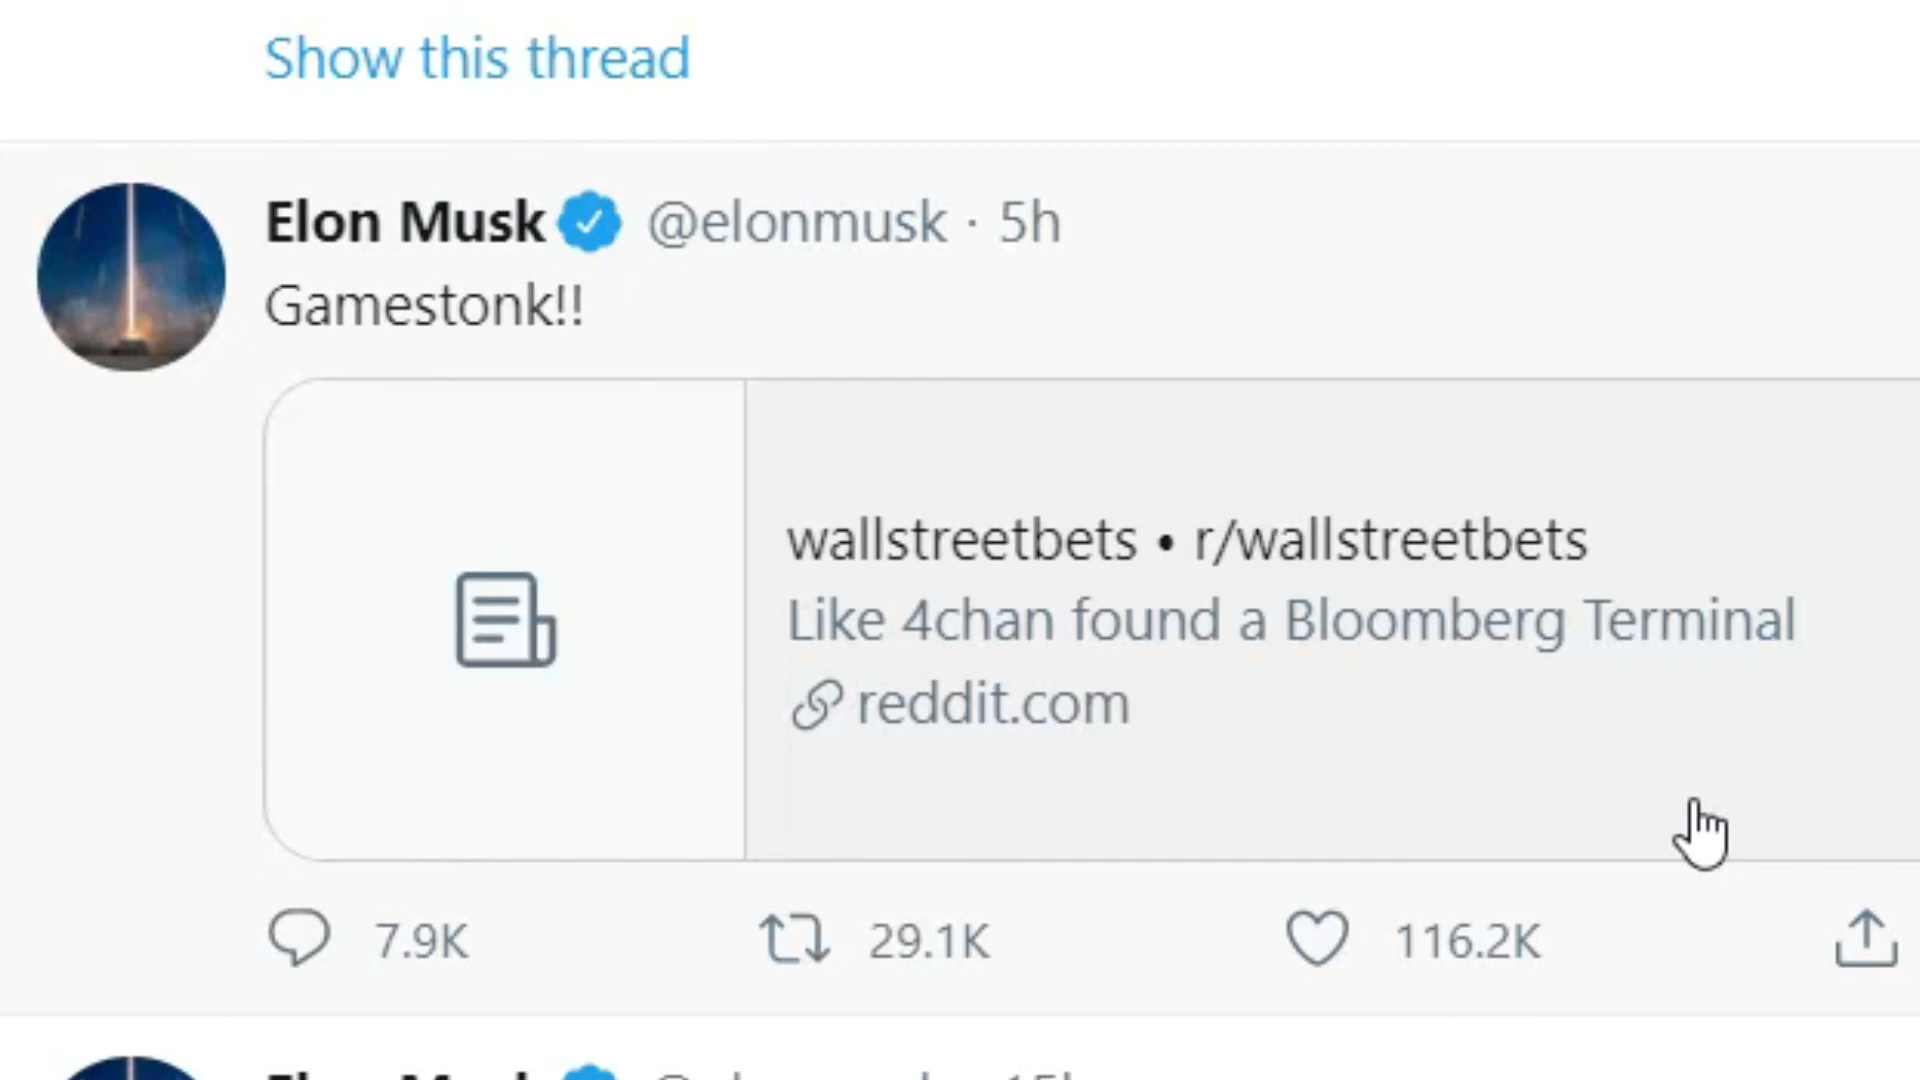 Show this thread
Elon Musk @elonmusk · 5h
Gamestonk!!
wallstreetbets • r/wallstreetbets
Like 4chan found a Bloomberg Terminal
reddit.com
7.9K 29.1K 116.2K